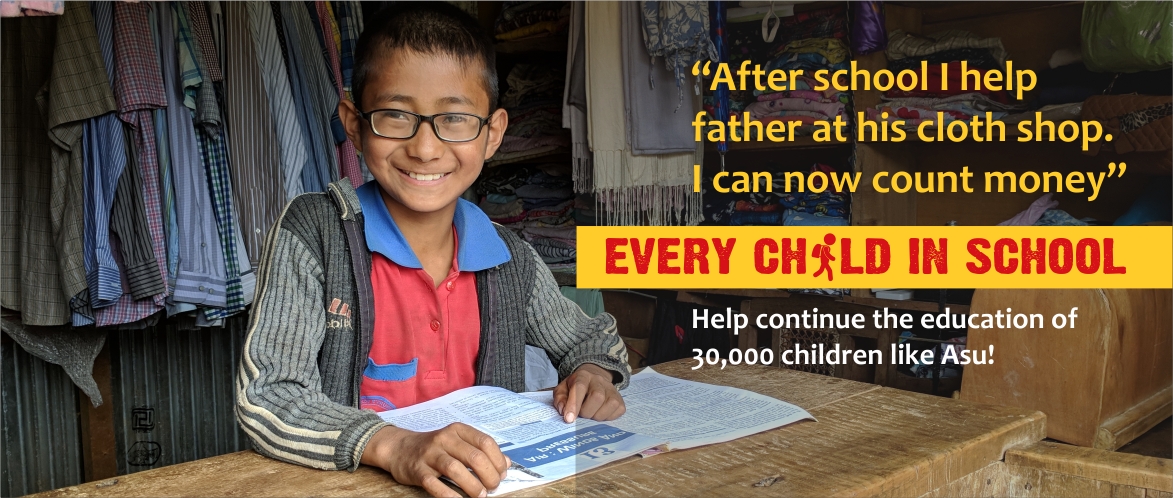 “After school I help
father at his cloth shop.
I can now count money”
EVERY CHILD IN SCHOOL
Help continue the education of
30,000 children like Asu!
31